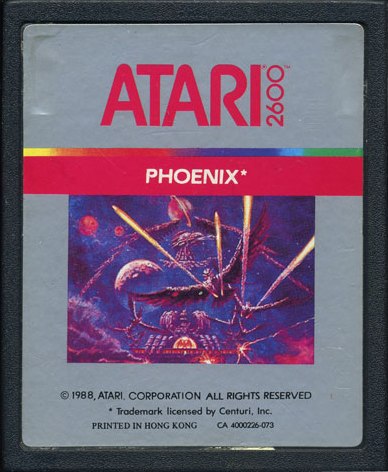 ATARI® 2600™
PHOENIX*
© 1988, ATARI. CORPORATION ALL RIGHTS RESERVED
* Trademark licensed by Centuri, Inc.
PRINTED IN HONG KONG CA 4000226-073